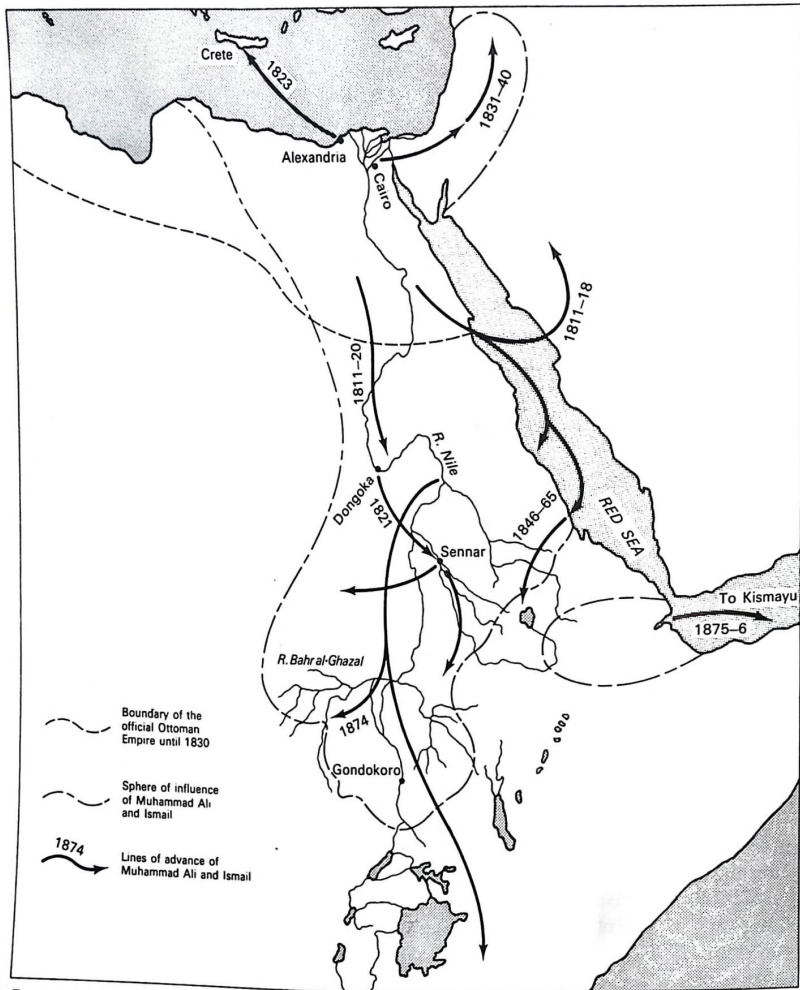 Crete
1823
1831–40
Alexandria
Cairo
1811–18
1811–20
R. Nile
Dongoka
1821
1846–65
RED SEA
Sennar
To Kismayu
1875–6
R. Bahr al-Ghazal
1874
Gondokoro
Boundary of the
official Ottoman
Empire until 1830
Sphere of influence
of Muhammad Ali
and Ismail
1874
Lines of advance of
Muhammad Ali and Ismail